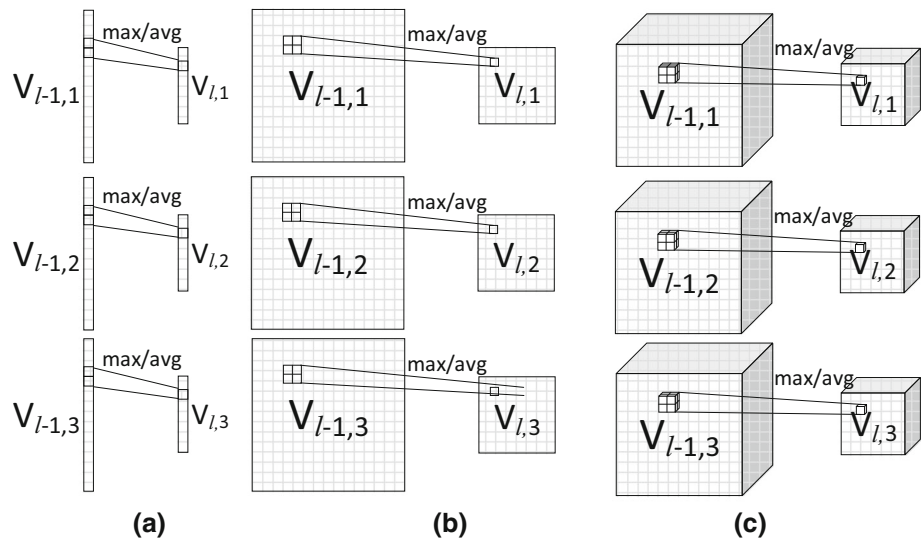 max/avg max/avg max/avg
V_{l-1,1} V_{l,1} V_{l-1,1} V_{l,1} V_{l-1,1} V_{l,1}
max/avg max/avg max/avg
V_{l-1,2} V_{l,2} V_{l-1,2} V_{l,2} V_{l-1,2} V_{l,2}
max/avg max/avg max/avg
V_{l-1,3} V_{l,3} V_{l-1,3} V_{l,3} V_{l-1,3} V_{l,3}
(a) (b) (c)